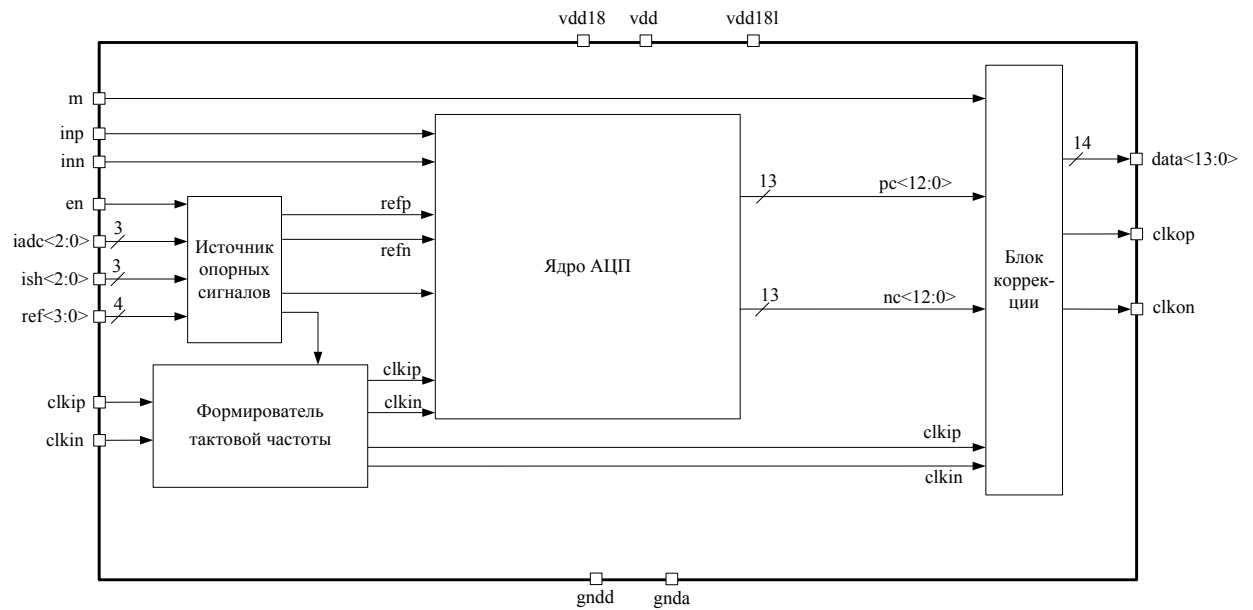 vdd18
vdd
vdd18l
m
inp
inn
en
iadc<2:0>
3
ish<2:0>
3
ref<3:0>
4
clkip
clkin
Источник
опорных
сигналов
refp
refn
Формирователь
тактовой частоты
clkip
clkin
Ядро АЦП
13
pc<12:0>
13
nc<12:0>
clkip
clkin
Блок
коррек-
ции
14
data<13:0>
clkop
clkon
gndd
gnda